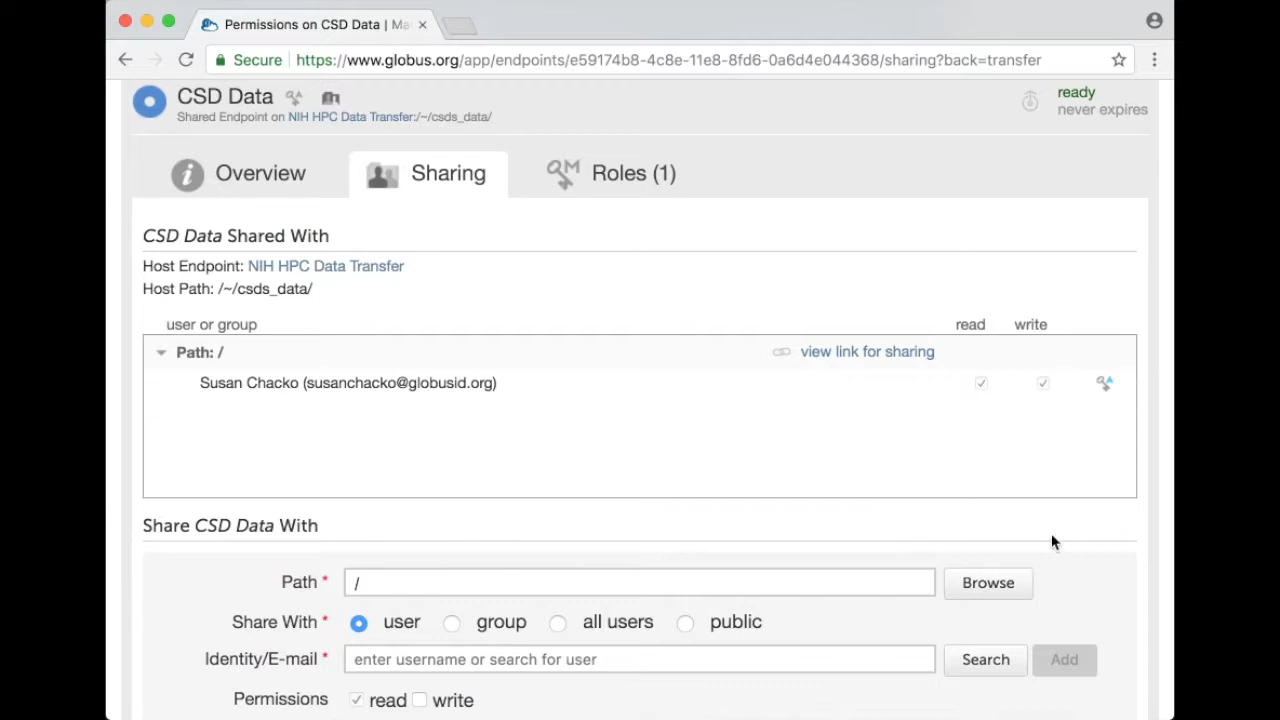 Permissions on CSD Data | Ma
Secure https://www.globus.org/app/endpoints/e59174b8-4c8e-11e8-8fd6-0a6d4e044368/sharing?back=transfer
CSD Data
ready
Shared Endpoint on NIH HPC Data Transfer:/~/csds_data/
never expires
Overview
Sharing
Roles (1)
CSD Data Shared With
Host Endpoint: NIH HPC Data Transfer
Host Path: /~/csds_data/
user or group read write
Path: / view link for sharing
Susan Chacko (susanchacko@globusid.org)
Share CSD Data With
Path * / Browse
Share With * user group all users public
Identity/E-mail * enter username or search for user Search Add
Permissions read write